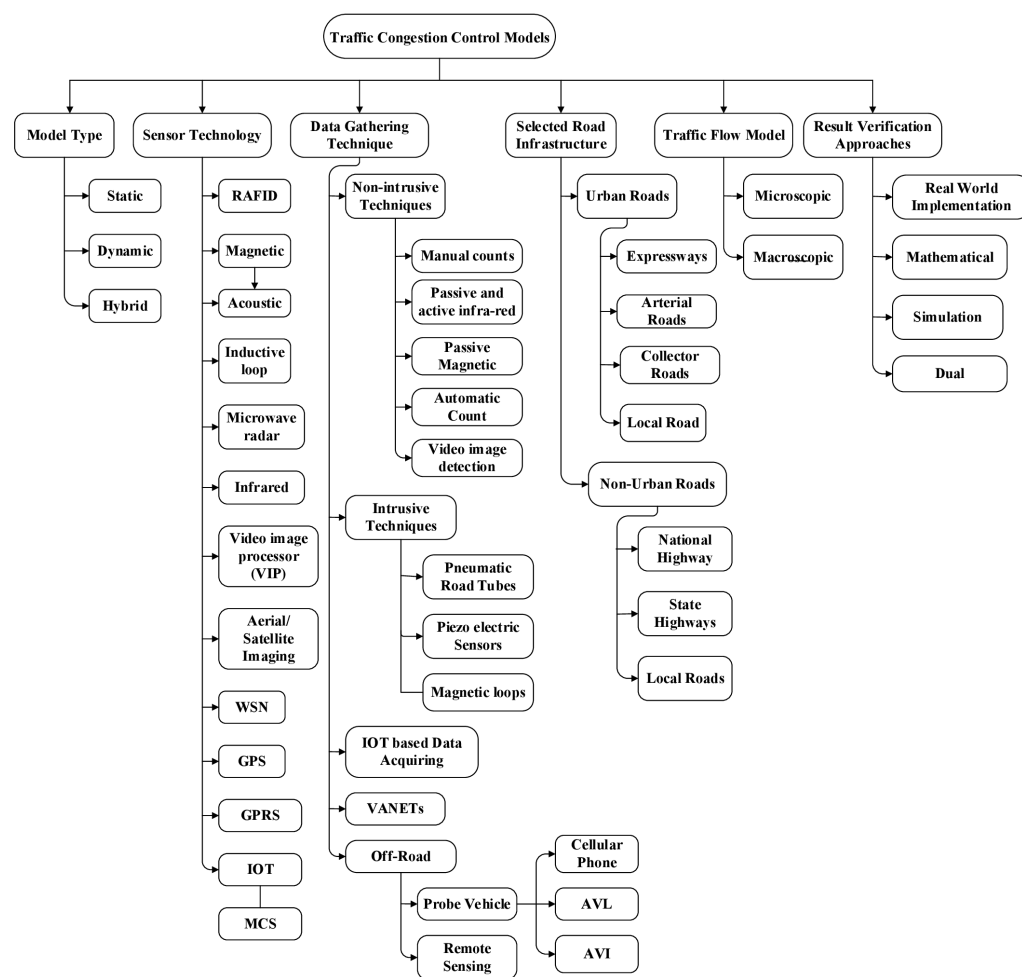 Traffic Congestion Control Models
Model Type
Static
Dynamic
Hybrid
Sensor Technology
RAFID
Magnetic
Acoustic
Inductive
loop
Microwave
radar
Infrared
Video image
processor
(VIP)
Aerial/
Satellite
Imaging
WSN
GPS
GPRS
IOT
MCS
Data Gathering
Technique
Non-intrusive
Techniques
Manual counts
Passive and
active infra-red
Passive
Magnetic
Automatic
Count
Video image
detection
Intrusive
Techniques
Pneumatic
Road Tubes
Piezo electric
Sensors
Magnetic loops
IOT based Data
Acquiring
VANETs
Off-Road
Probe Vehicle
Cellular
Phone
AVL
AVI
Remote
Sensing
Selected Road
Infrastructure
Urban Roads
Expressways
Arterial
Roads
Collector
Roads
Local Road
Non-Urban Roads
National
Highway
State
Highways
Local Roads
Traffic Flow Model
Microscopic
Macroscopic
Result Verification
Approaches
Real World
Implementation
Mathematical
Simulation
Dual